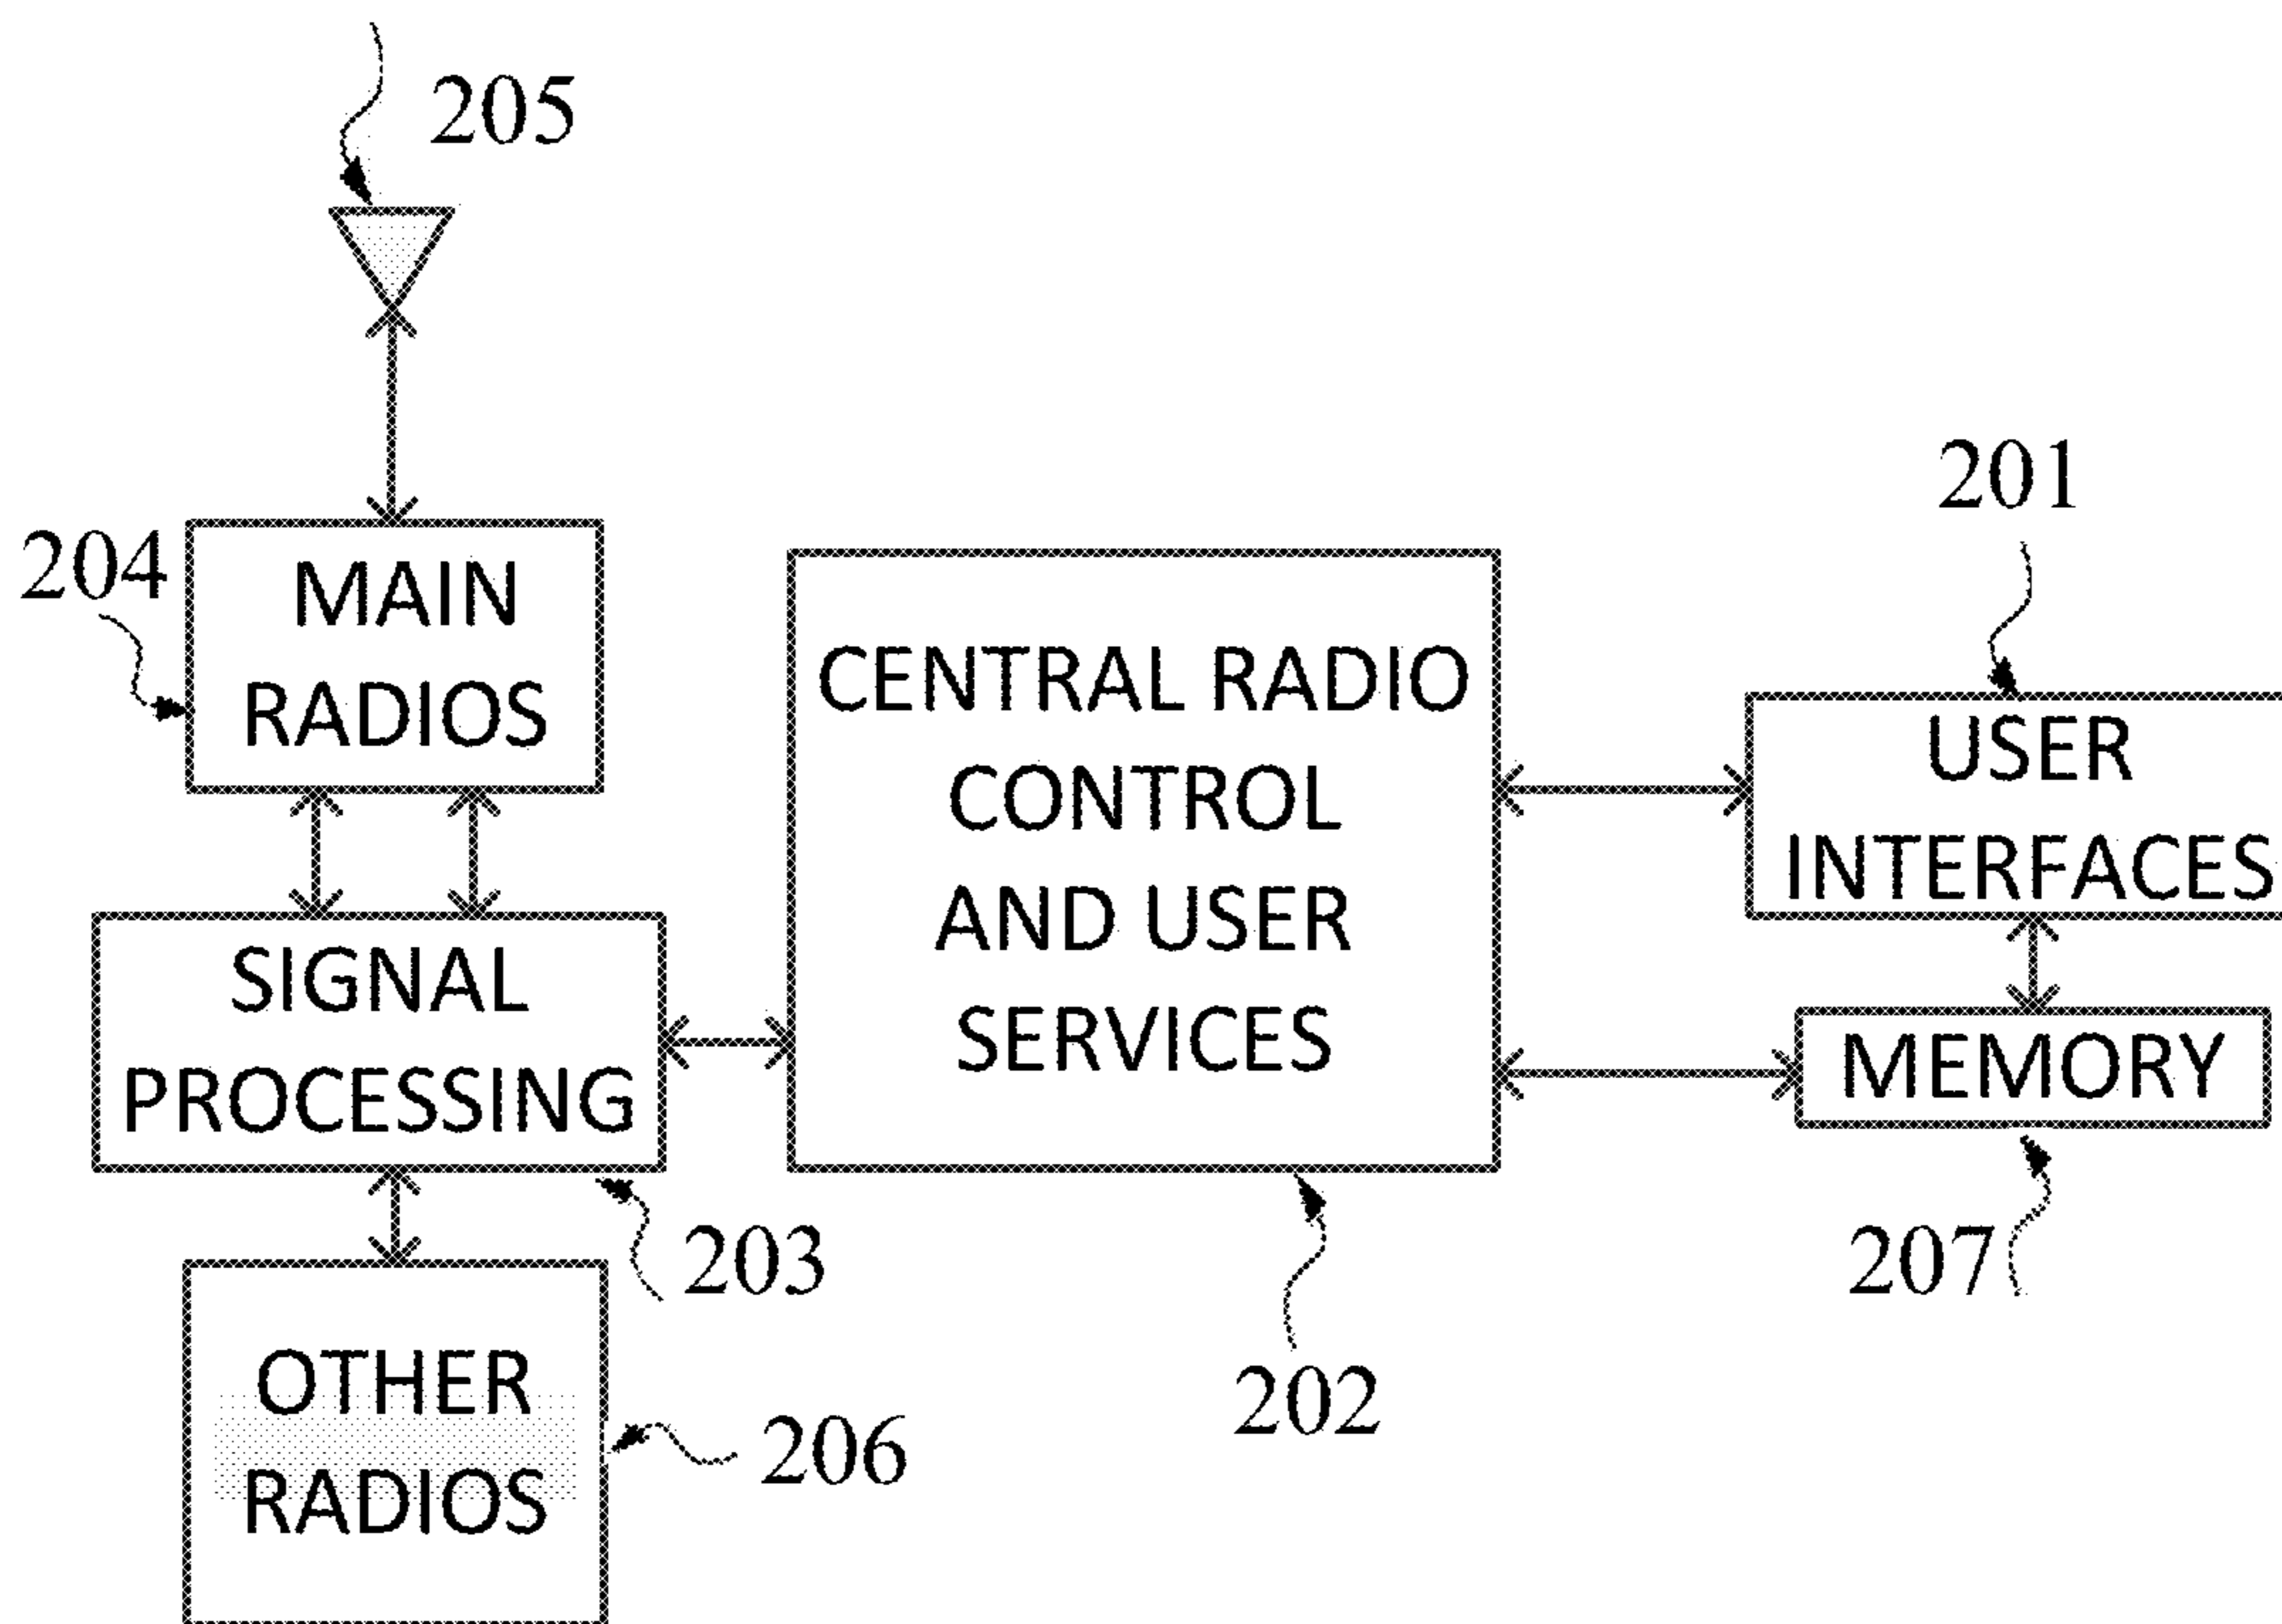 205
204
MAIN
RADIOS
SIGNAL
PROCESSING
203
OTHER
RADIOS
206
CENTRAL RADIO
CONTROL
AND USER
SERVICES
202
201
USER
INTERFACES
MEMORY
207